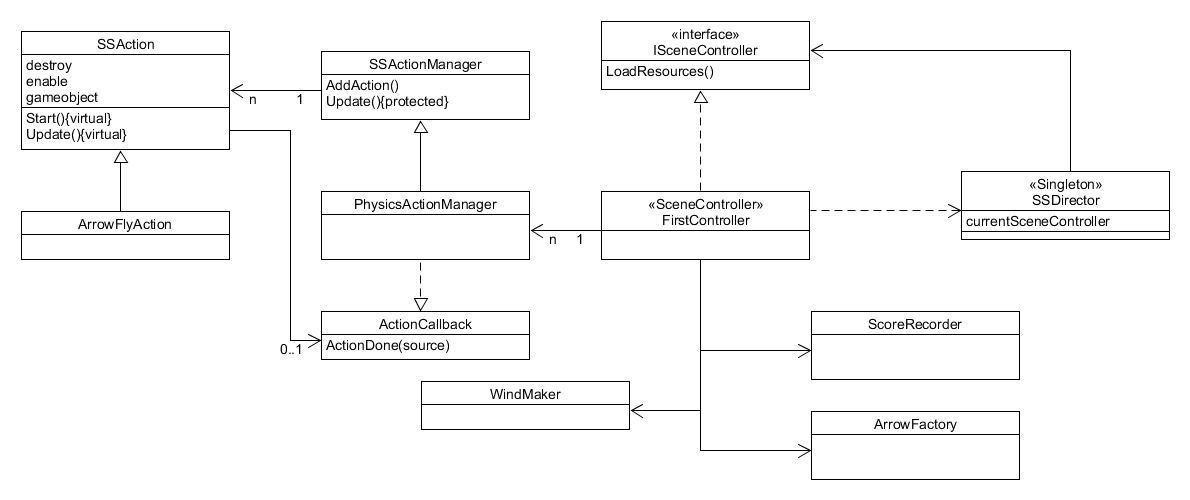 SSAction
destroy
enable
gameobject
Start(){virtual}
Update(){virtual}
n
1
SSActionManager
AddAction()
Update(){protected}
«interface»
ISceneController
LoadResources()
ArrowFlyAction
PhysicsActionManager
n
1
«SceneController»
FirstController
«Singleton»
SSDirector
currentSceneController
0..1
ActionCallback
ActionDone(source)
ScoreRecorder
WindMaker
ArrowFactory